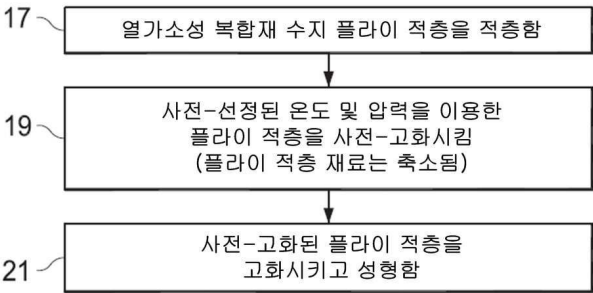 17
열가소성 복합재 수지 플라이 적층을 적층함
19
사전-선정된 온도 및 압력을 이용한
플라이 적층을 사전-고화시킴
(플라이 적층 재료는 축소됨)
21
사전-고화된 플라이 적층을
고화시키고 성형함